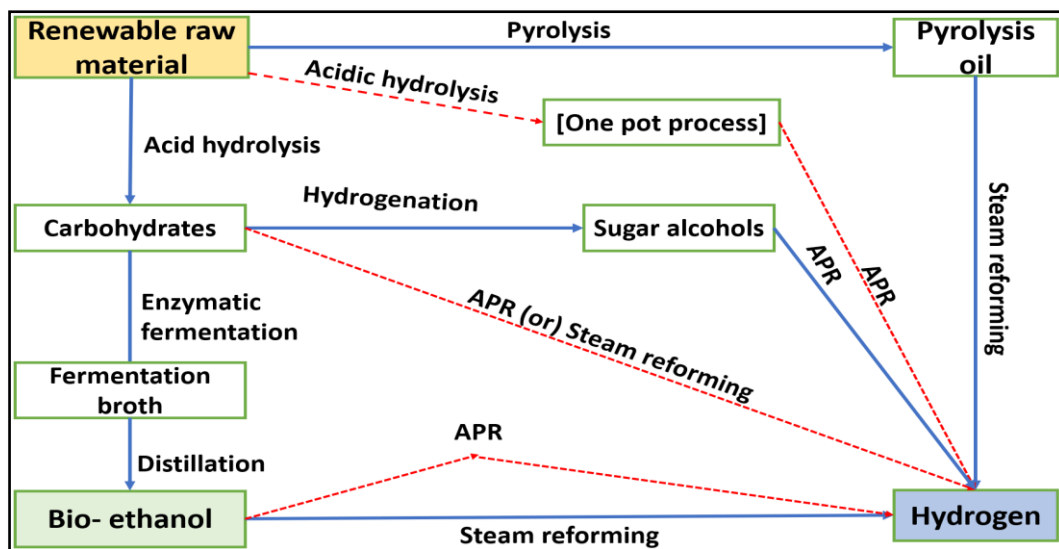 Renewable raw
material
Pyrolysis
Pyrolysis
oil
Acidic hydrolysis
[One pot process]
Acid hydrolysis
Hydrogenation
Carbohydrates
Sugar alcohols
APR
APR
Steam reforming
APR (or) Steam reforming
Enzymatic
fermentation
Fermentation
broth
APR
Distillation
Bio- ethanol
Steam reforming
Hydrogen